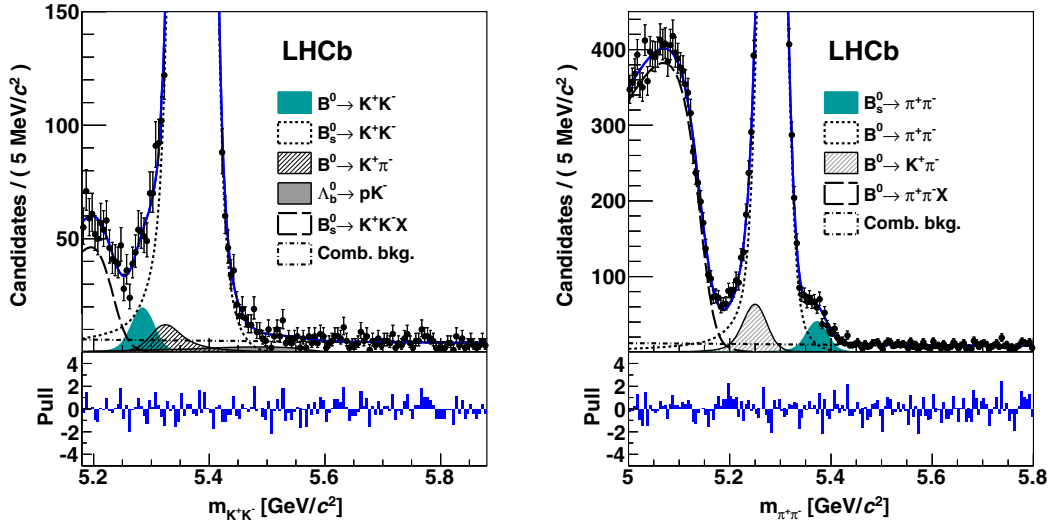 Candidates / ( 5 MeV/c²)
150
100
50
LHCb
B⁰→ K⁺K⁻
B⁰ₛ→ K⁺K⁻
B⁰→ K⁺π⁻
Λ⁰_b→ pK⁻
B⁰ₛ→ K⁺K⁻X
Comb. bkg.
Pull
4
2
0
-2
-4
5.2
5.4
5.6
5.8
m_K⁺K⁻ [GeV/c²]
Candidates / ( 5 MeV/c²)
400
300
200
100
LHCb
B⁰ₛ→ π⁺π⁻
B⁰→ π⁺π⁻
B⁰→ K⁺π⁻
B⁰→ π⁺π⁻X
Comb. bkg.
Pull
4
2
0
-2
-4
5
5.2
5.4
5.6
5.8
m_π⁺π⁻ [GeV/c²]